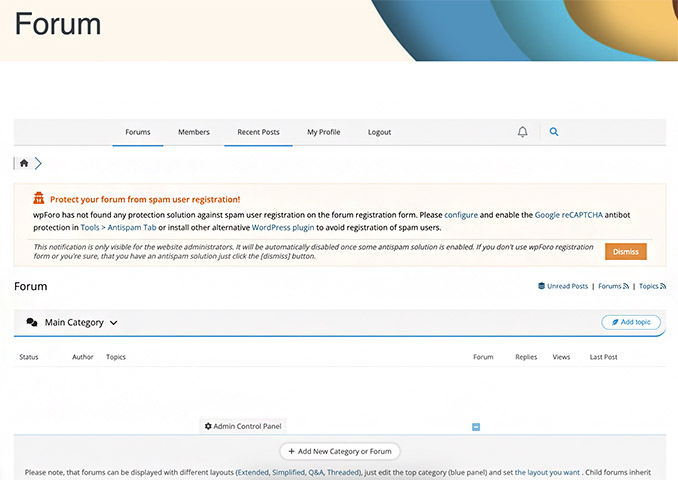 Forum
Forums Members Recent Posts My Profile Logout
Protect your forum from spam user registration!
wpForo has not found any protection solution against spam user registration on the forum registration form. Please configure and enable the Google reCAPTCHA antibot
protection in Tools > Antispam Tab or install other alternative WordPress plugin to avoid registration of spam users.
This notification is only visible for the website administrators. It will be automatically disabled once some antispam solution is enabled. If you don't use wpForo registration
form or you're sure, that you have an antispam solution just click the [dismiss] button.
Dismiss
Forum Unread Posts | Forums | Topics
Main Category Add topic
Status Author Topics Forum Replies Views Last Post
Admin Control Panel
+ Add New Category or Forum
Please note, that forums can be displayed with different layouts (Extended, Simplified, Q&A, Threaded), just edit the top category (blue panel) and set the layout you want . Child forums inherit